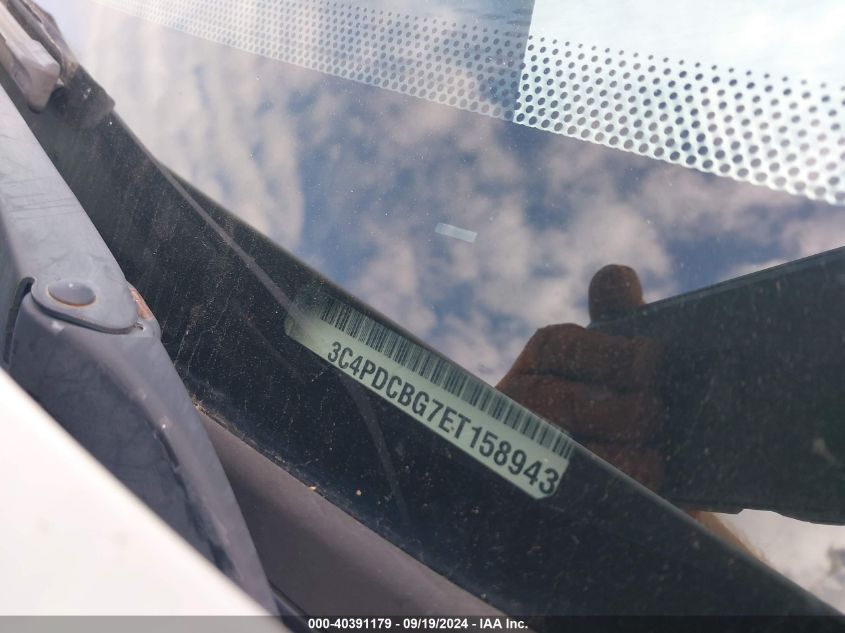 3C4PDCBG7ET158943
000-40391179 / 09/19/2024 - IAA Inc.